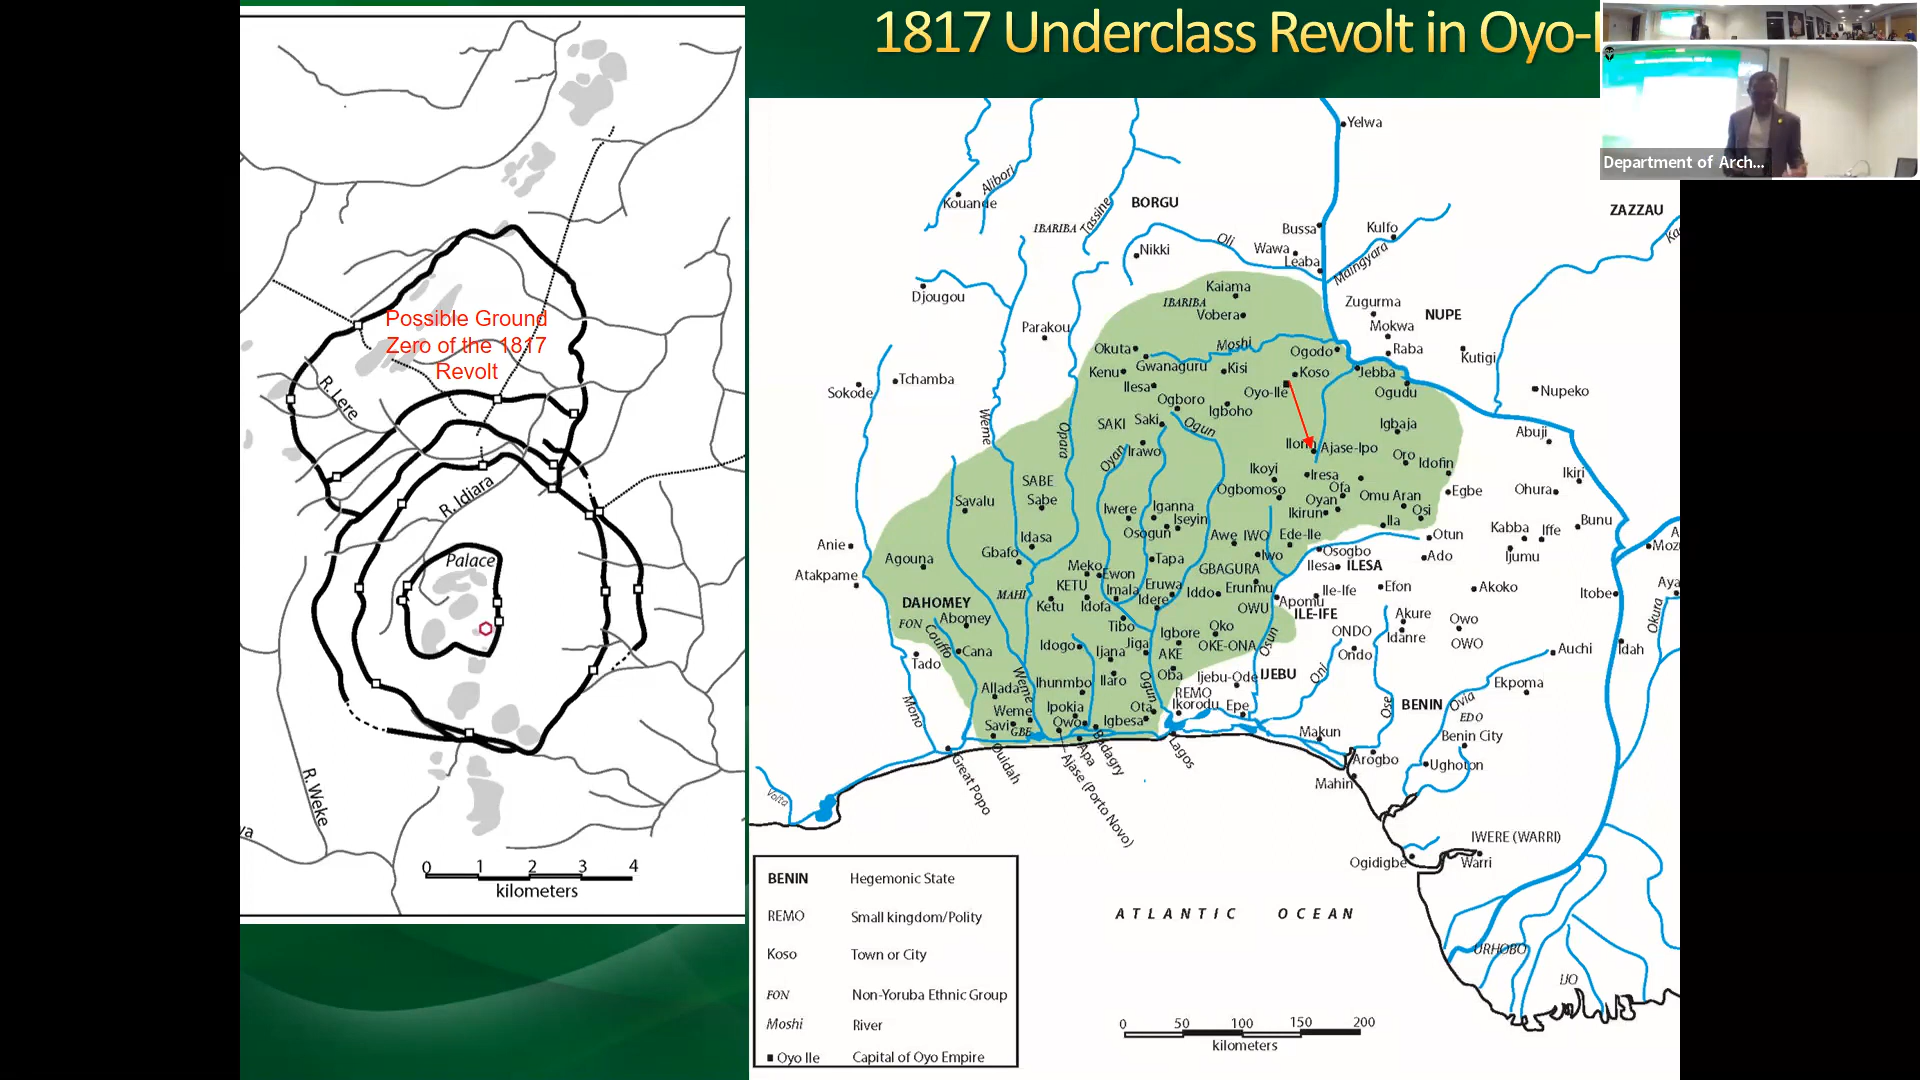 1817 Underclass Revolt in Oyo-
Department of Arch...
Possible Ground
Zero of the 1817
Revolt
R. Lere
R. Idiara
Palace
R. Weke
0 1 2 3 4
kilometers
Yelwa
Alibori
Kouande
Tassine
BORGU
ZAZZAU
IBARIBA
Bussa
Kulfo
Nikki
Oli
Wawa
Leaba
Maingyara
Djougou
Kaiama
IBARIBA
Vobera
Zugurma
NUPE
Mokwa
Parakou
Okuta
Moshi
Ogodo
Raba
Kutigi
Kenu
Gwanaguru
Kisi
Koso
Jebba
Sokode
Tchamba
Ilesa
Oyo-Ile
Ogudu
Nupeko
Ogboro
Igboho
Weme
Opara
SAKI
Saki
Ogun
Igbaja
Abuji
Oyan
Irawo
Ajase-Ipo
Oro
Idofin
Ikoyi
Iresa
Ikiri
SABE
Sabe
Savalu
Ogbomoso
Ofa
Oyan
Omu Aran
Egbe
Ohura
Iwere
Iganna
Iseyin
Ikirun
Osi
Ila
Bunu
Osogun
Awe
IWO
Ede-Ile
Otun
Kabba
Iffe
Anie
Idasa
Gbafo
Iwo
Osogbo
Ado
Ijumu
Agouna
Tapa
Ilesa
ILESA
Atakpame
Meko
Ewon
GBAGURA
KETU
Imala
Eruwa
Erunmu
Ile-Ife
Efon
Akoko
Itobe
MAHI
Ketu
Idofa
Idere
Iddo
OWU
Apomu
ILE-IFE
Okura
DAHOMEY
FON
Couffo
Abomey
Tibo
Akure
Owo
Igbore
Oko
ONDO
Idanre
OWO
Cana
Idogo
Ijana
Jiga
AKE
OKE-ONA
Osun
Ondo
Auchi
Idah
Tado
Weme
Ihunmbo
Ilaro
Oba
Ijebu-Ode
IJEBU
Oni
Ekpoma
Allada
Ogun
REMO
Mono
Weme
Ipokia
Ota
Ikorodu
Epe
Ose
BENIN
Ovia
EDO
Savi
GBE
Owo
Igbesa
Makun
Benin City
Great Popo
Ouidah
Ajase (Porto Novo)
Apa
Badagry
Lagos
Arogbo
Ughoton
Mahin
Volta
IWERE (WARRI)
Ogidigbe
Warri
ATLANTIC OCEAN
URHOBO
IJO
BENIN Hegemonic State
REMO Small kingdom/Polity
Koso Town or City
FON Non-Yoruba Ethnic Group
Moshi River
Oyo Ile Capital of Oyo Empire
0 50 100 150 200
kilometers